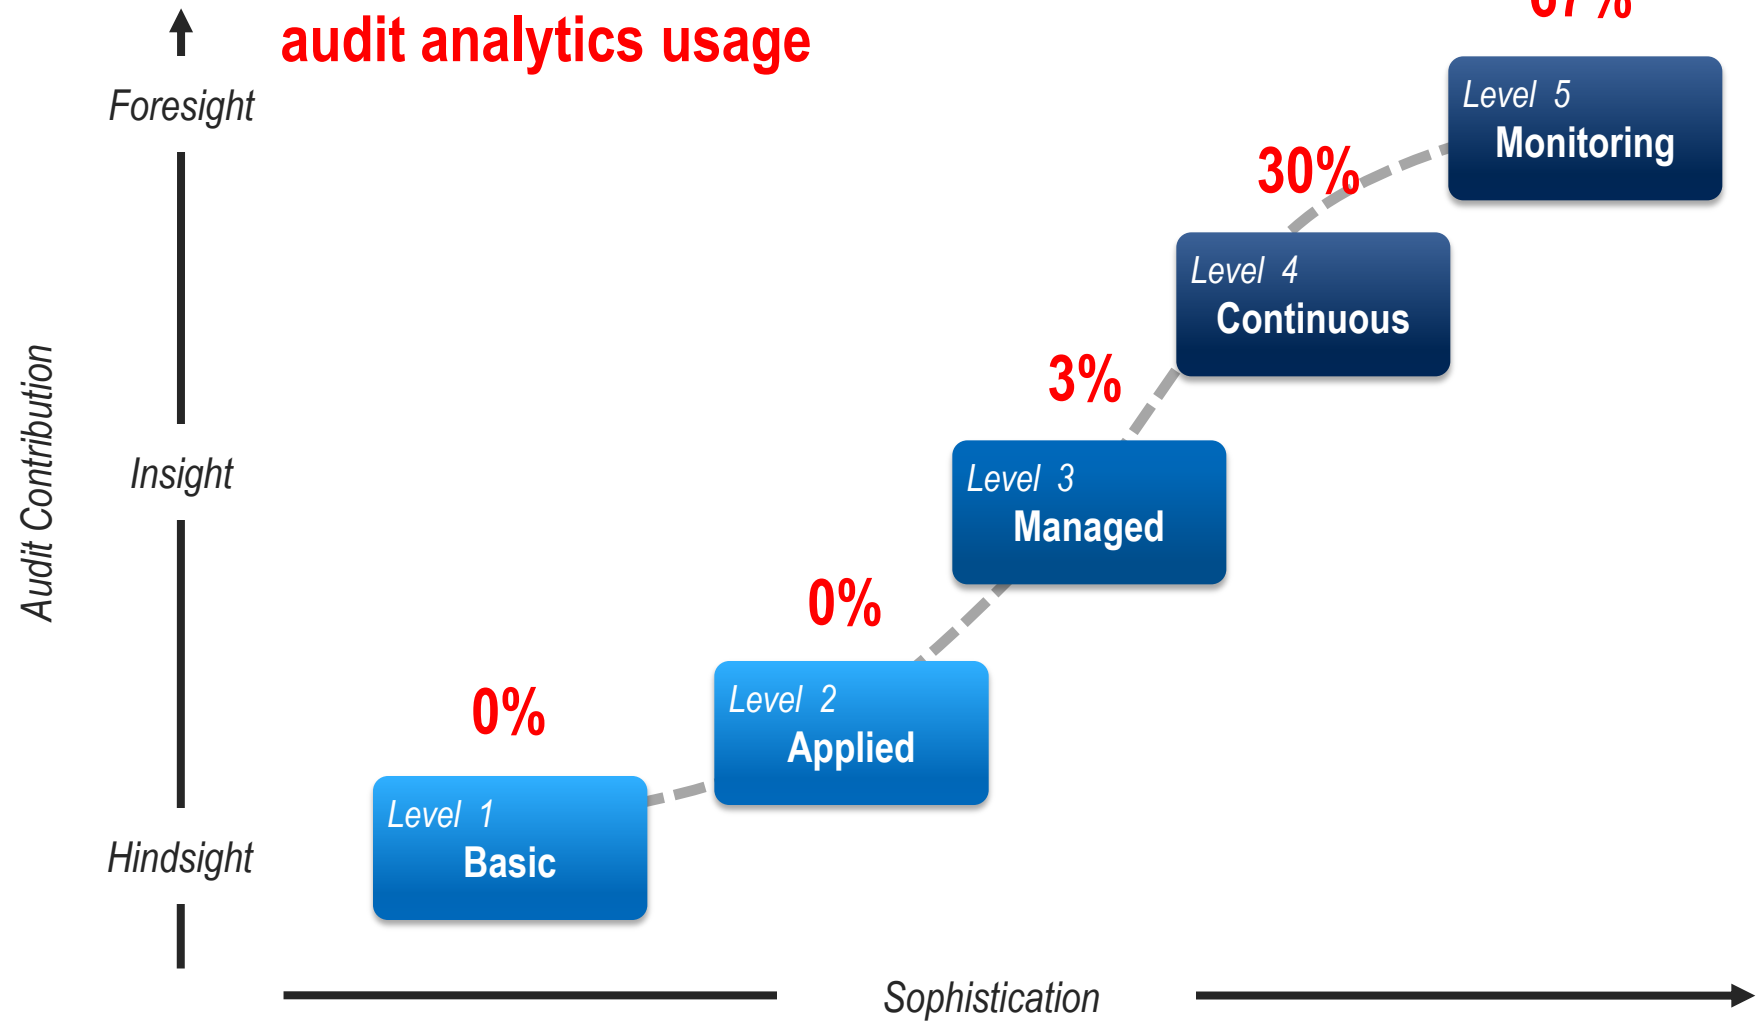 audit analytics usage
67%
Foresight
Level 5
Monitoring
30%
Level 4
Continuous
3%
Audit Contribution
Insight
Level 3
Managed
0%
Level 2
Applied
0%
Level 1
Basic
Hindsight
Sophistication